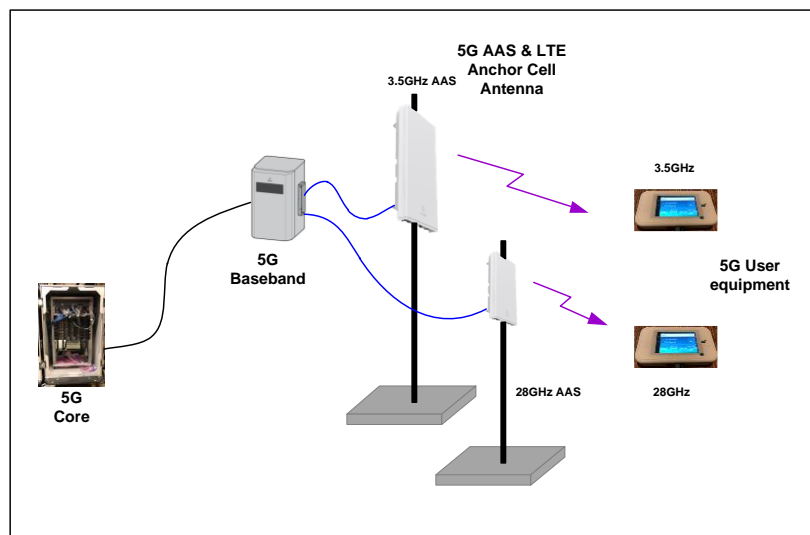 5G AAS & LTE
Anchor Cell
Antenna
3.5GHz AAS
3.5GHz
5G Baseband
5G User
equipment
5G
Core
28GHz AAS
28GHz